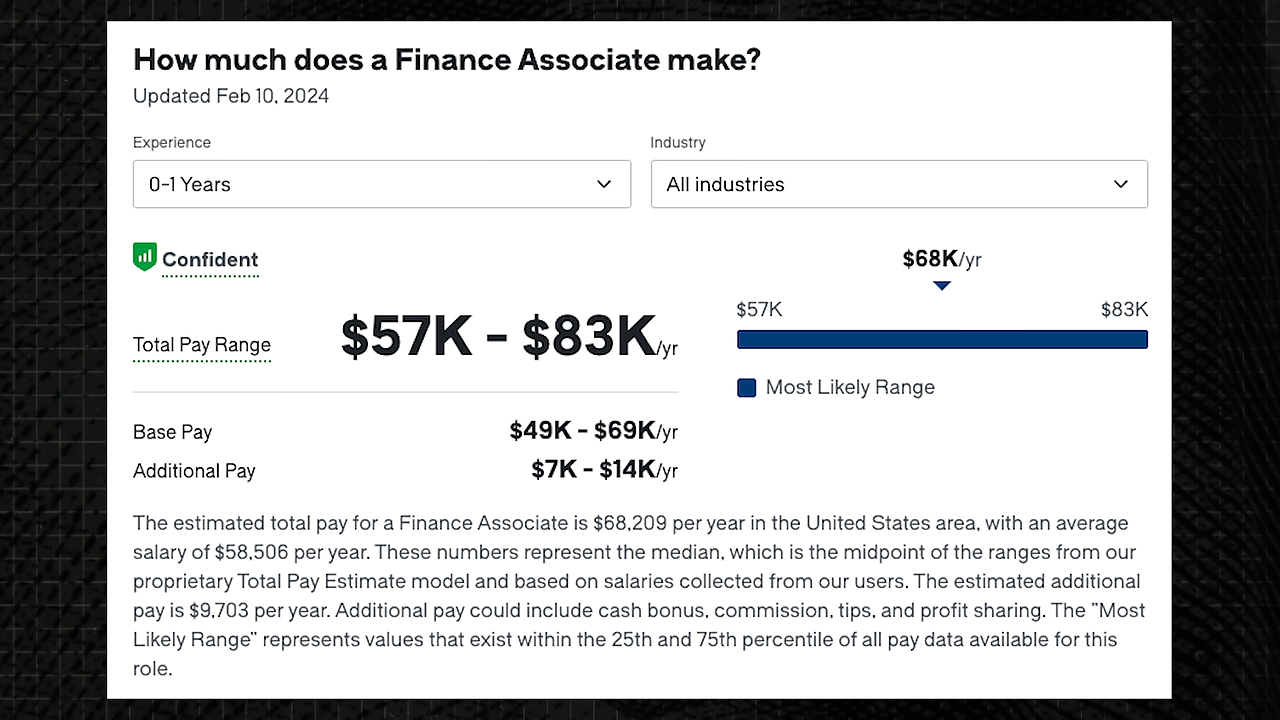 How much does a Finance Associate make?
Updated Feb 10, 2024
Experience
Industry
0-1 Years
All industries
Confident
$68K/yr
$57K
$83K
Total Pay Range
$57K - $83K/yr
Most Likely Range
Base Pay
$49K - $69K/yr
Additional Pay
$7K - $14K/yr
The estimated total pay for a Finance Associate is $68,209 per year in the United States area, with an average
salary of $58,506 per year. These numbers represent the median, which is the midpoint of the ranges from our
proprietary Total Pay Estimate model and based on salaries collected from our users. The estimated additional
pay is $9,703 per year. Additional pay could include cash bonus, commission, tips, and profit sharing. The "Most
Likely Range" represents values that exist within the 25th and 75th percentile of all pay data available for this
role.